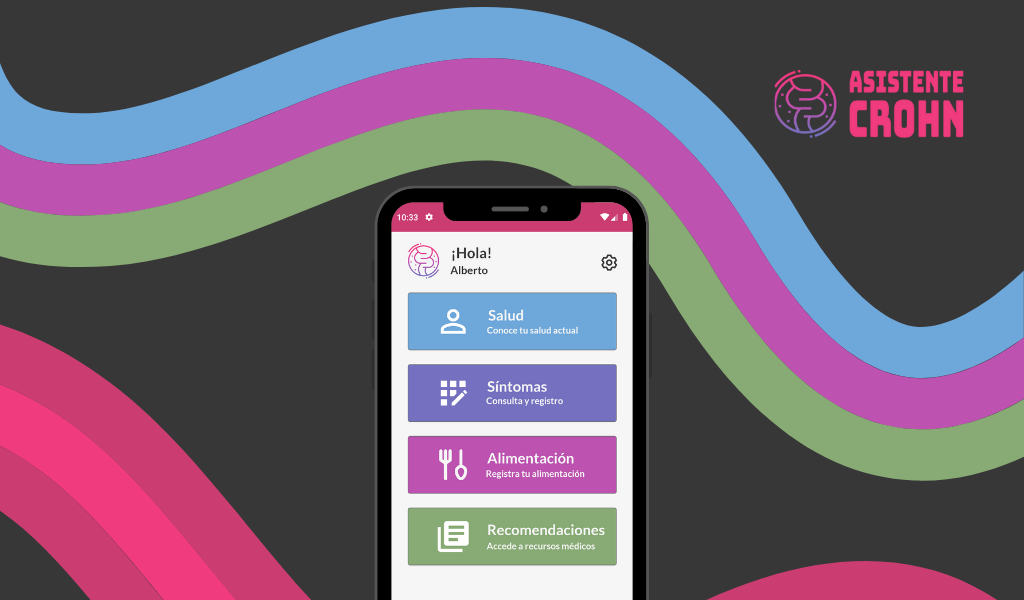 ASISTENTE
CROHN
10:33
¡Hola!
Alberto
Salud
Conoce tu salud actual
Síntomas
Consulta y registro
Alimentación
Registra tu alimentación
Recomendaciones
Accede a recursos médicos